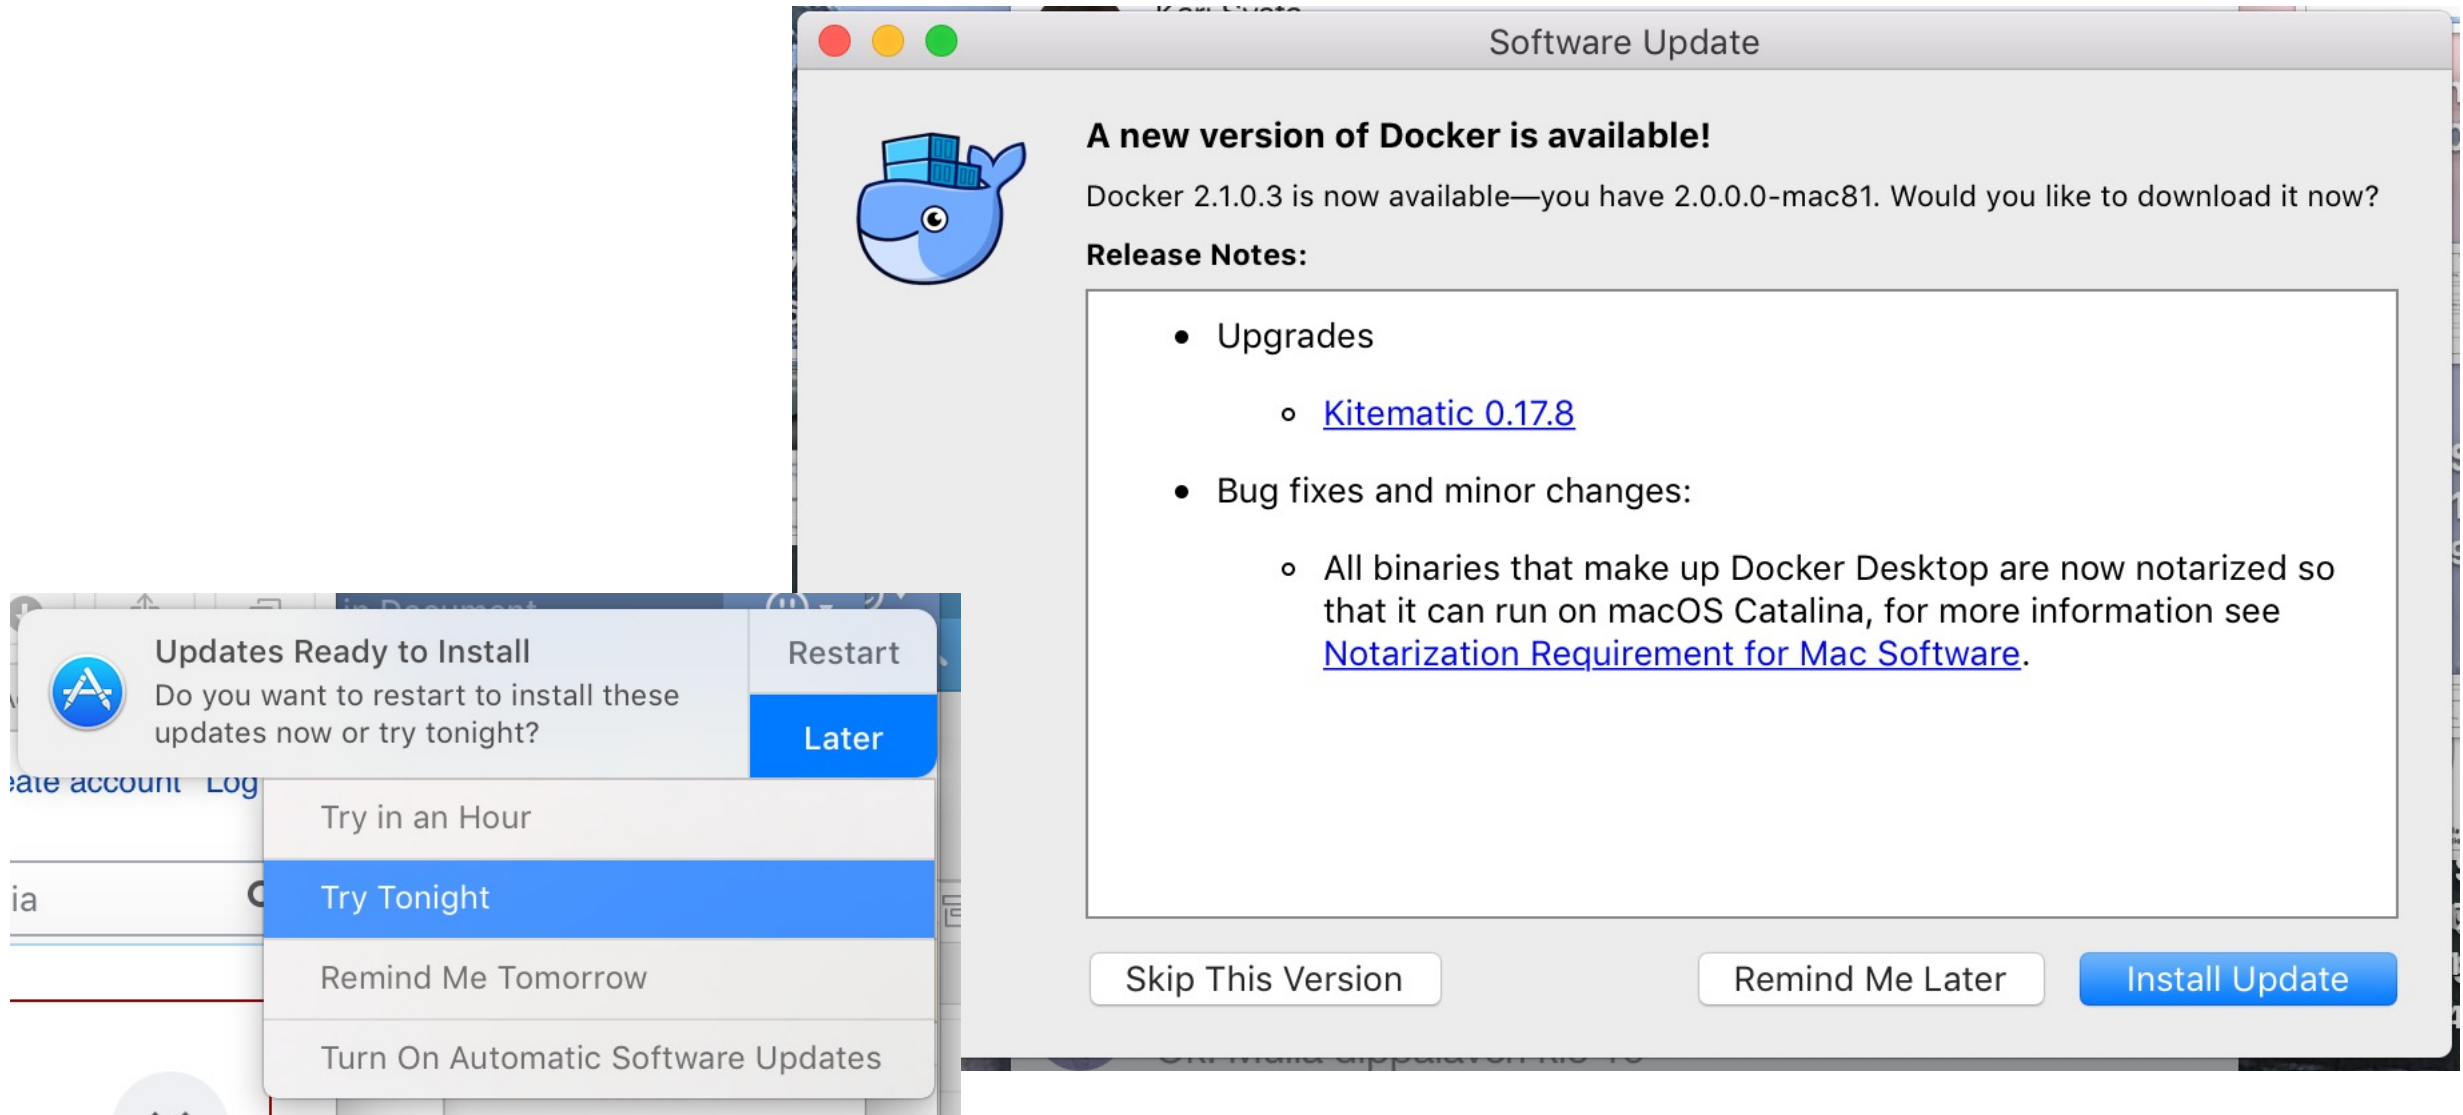 Software Update
A new version of Docker is available!
Docker 2.1.0.3 is now available—you have 2.0.0.0-mac81. Would you like to download it now?
Release Notes:
• Upgrades
◦ Kitematic 0.17.8
• Bug fixes and minor changes:
◦ All binaries that make up Docker Desktop are now notarized so
that it can run on macOS Catalina, for more information see
Notarization Requirement for Mac Software.
Skip This Version
Remind Me Later
Install Update
in Document
Updates Ready to Install
Do you want to restart to install these
updates now or try tonight?
Restart
Later
account Log
Try in an Hour
ia
Try Tonight
Remind Me Tomorrow
Turn On Automatic Software Updates